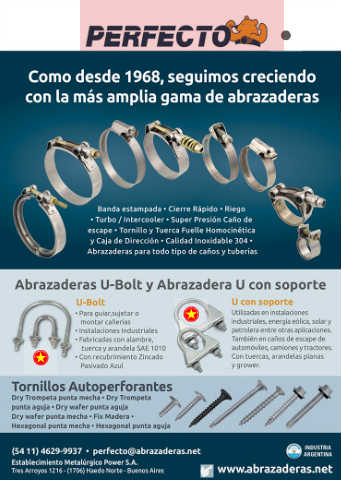 PERFECTO
Como desde 1968, seguimos creciendo
con la más amplia gama de abrazaderas
Banda estampada • Cierre Rápido • Riego
• Turbo / Intercooler • Super Presión Caño de
escape • Tornillo y Tuerca Fuelle Homocinética
y Caja de Dirección • Calidad Inoxidable 304 •
Abrazaderas para todo tipo de caños y tuberías
Abrazaderas U-Bolt y Abrazadera U con soporte
U-Bolt
• Para guiar,sujetar o
montar cañerias
• Instalaciones Industriales
• Fabricadas con alambre,
tuerca y arandela SAE 1010
• Con recubrimiento Zincado
Pasivado Azul.
U con soporte
Utilizadas en instalaciones
industriales, energia eólica, solar y
petrolera entre otras aplicaciones.
También en caños de escape de
automóviles, camiones y tractores.
Con tuercas, arandelas planas
y grower.
Tornillos Autoperforantes
Dry Trompeta punta mecha • Dry Trompeta
punta aguja • Dry wafer punta aguja
Dry wafer punta mecha • Fix Madera •
Hexagonal punta mecha • Hexagonal punta aguja
(54 11) 4629-9937 • perfecto@abrazaderas.net
Establecimiento Metalúrgico Power S.A.
Tres Arroyos 1216 - (1706) Haedo Norte - Buenos Aires
INDUSTRIA
ARGENTINA
www.abrazaderas.net